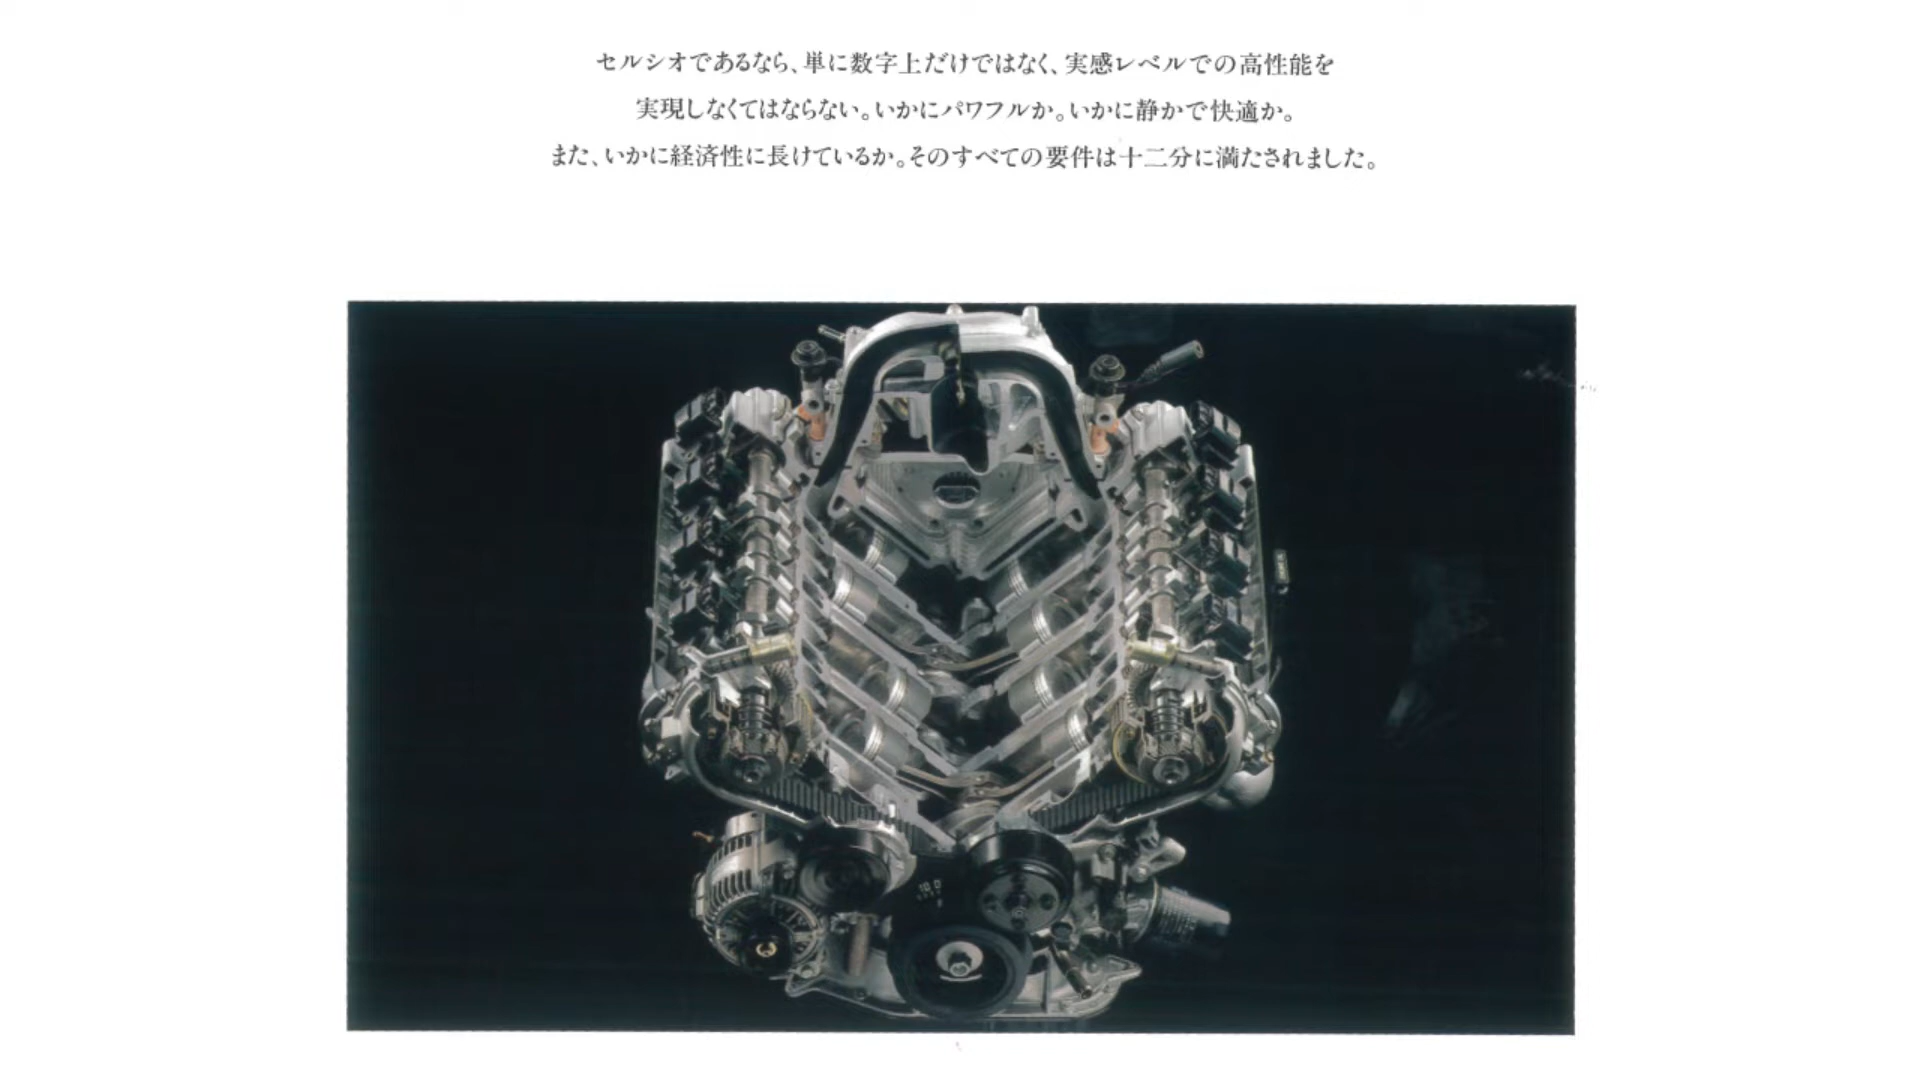 セルシオであるなら、単に数字上だけではなく、実感レベルでの高性能を
実現しなくてはならない。いかにパワフルか。いかに静かで快適か。
また、いかに経済性に長けているか。そのすべての要件は十二分に満たされました。